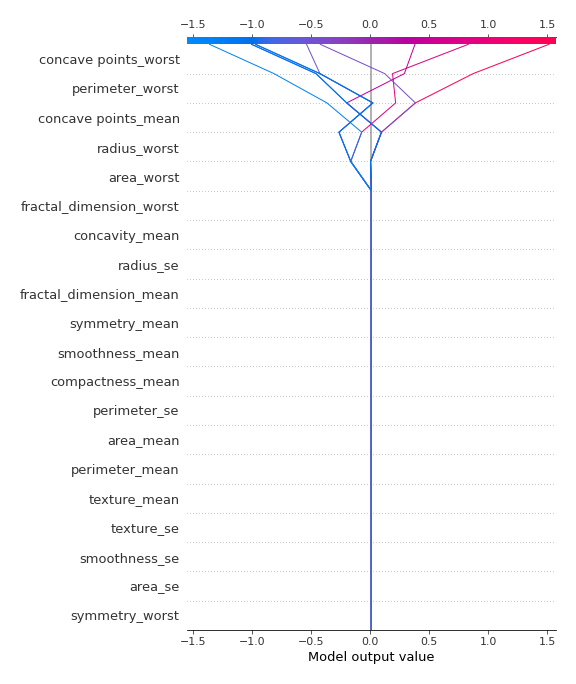 −1.5 −1.0 −0.5 0.0 0.5 1.0 1.5
concave points_worst
perimeter_worst
concave points_mean
radius_worst
area_worst
fractal_dimension_worst
concavity_mean
radius_se
fractal_dimension_mean
symmetry_mean
smoothness_mean
compactness_mean
perimeter_se
area_mean
perimeter_mean
texture_mean
texture_se
smoothness_se
area_se
symmetry_worst
−1.5 −1.0 −0.5 0.0 0.5 1.0 1.5
Model output value